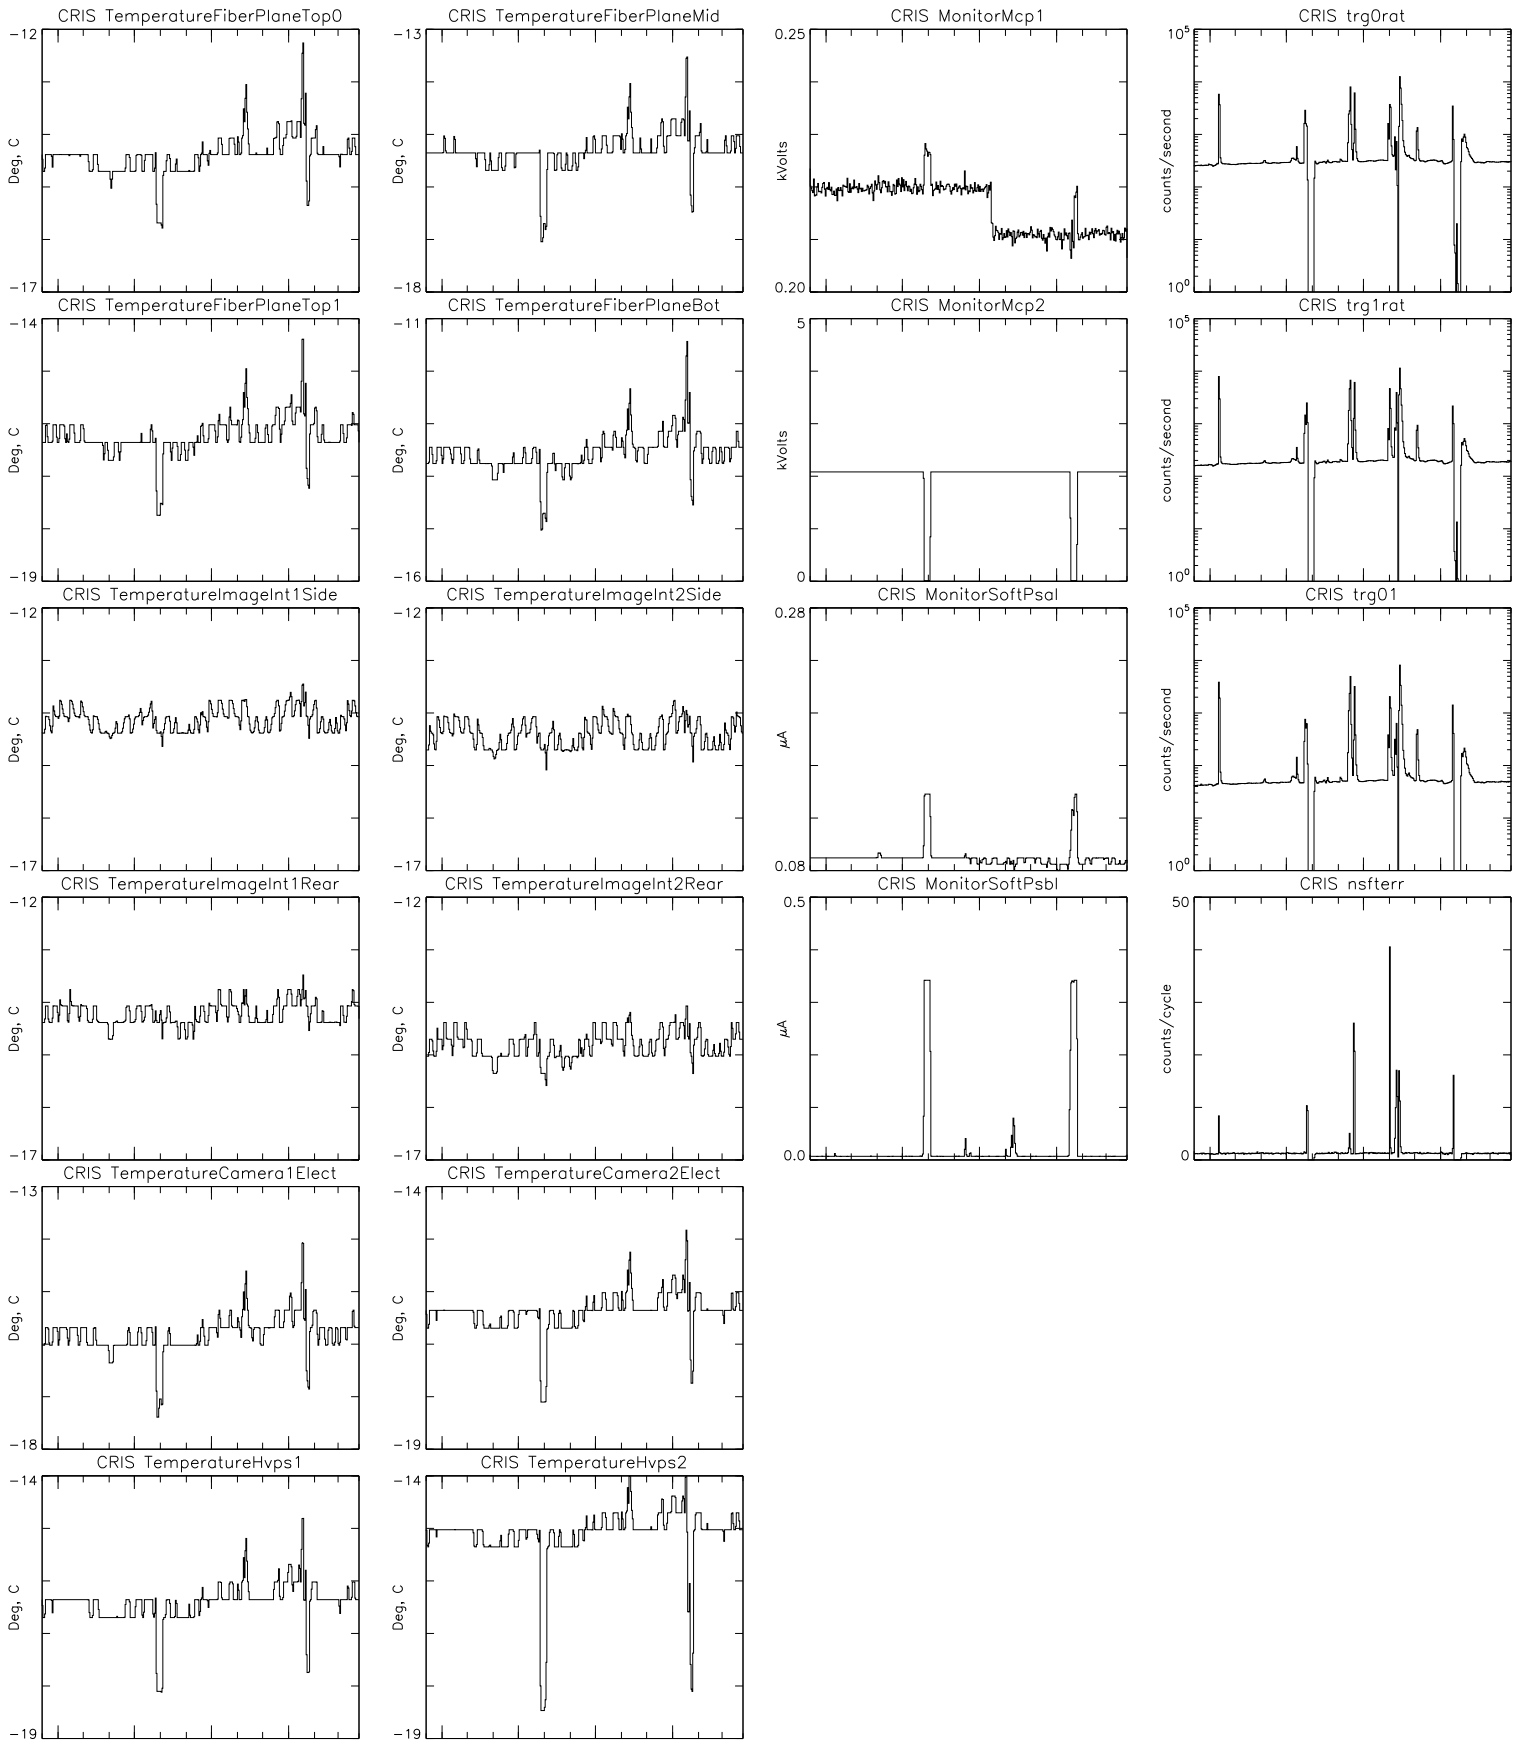 CRIS TemperatureFiberPlaneTop0
CRIS TemperatureFiberPlaneMid
CRIS MonitorMcp1
CRIS trg0rat
-12
Deg, C
-17
-13
Deg, C
-18
0.25
kVolts
0.20
10^5
counts/second
10^0
CRIS TemperatureFiberPlaneTop1
CRIS TemperatureFiberPlaneBot
CRIS MonitorMcp2
CRIS trg1rat
-14
Deg, C
-19
-11
Deg, C
-16
5
kVolts
0
10^5
counts/second
10^0
CRIS TemperatureImageInt1Side
CRIS TemperatureImageInt2Side
CRIS MonitorSoftPsaI
CRIS trg01
-12
Deg, C
-17
-12
Deg, C
-17
0.28
μA
0.08
10^5
counts/second
10^0
CRIS TemperatureImageInt1Rear
CRIS TemperatureImageInt2Rear
CRIS MonitorSoftPsbI
CRIS nsfterr
-12
Deg, C
-17
-12
Deg, C
-17
0.5
μA
0.0
50
counts/cycle
0
CRIS TemperatureCamera1Elect
CRIS TemperatureCamera2Elect
-13
Deg, C
-18
-14
Deg, C
-19
CRIS TemperatureHvps1
CRIS TemperatureHvps2
-14
Deg, C
-19
-14
Deg, C
-19